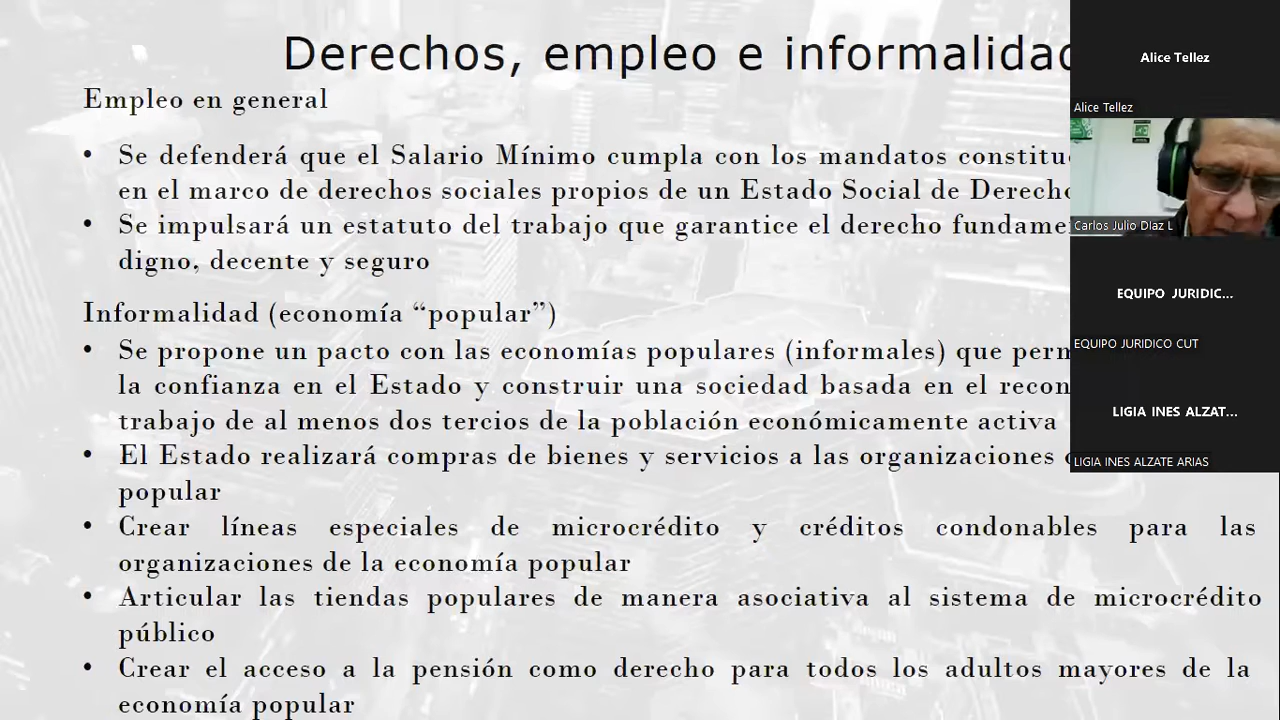 Derechos, empleo e informalidad
Empleo en general
• Se defenderá que el Salario Mínimo cumpla con los mandatos
en el marco de derechos sociales propios de un Estado Social de Derecho
• Se impulsará un estatuto del trabajo que garantice el derecho
digno, decente y seguro
Informalidad (economía “popular”)
• Se propone un pacto con las economías populares (informales) que
la confianza en el Estado y construir una sociedad basada en el
trabajo de al menos dos tercios de la población económicamente activa
• El Estado realizará compras de bienes y servicios a las organizaciones
popular
• Crear líneas especiales de microcrédito y créditos condonables para las
organizaciones de la economía popular
• Articular las tiendas populares de manera asociativa al sistema de microcrédito
público
• Crear el acceso a la pensión como derecho para todos los adultos mayores de la
economía popular
Alice Tellez
Alice Tellez
Carlos Julio Diaz L
EQUIPO JURIDIC...
EQUIPO JURIDICO CUT
LIGIA INES ALZAT...
LIGIA INES ALZATE ARIAS